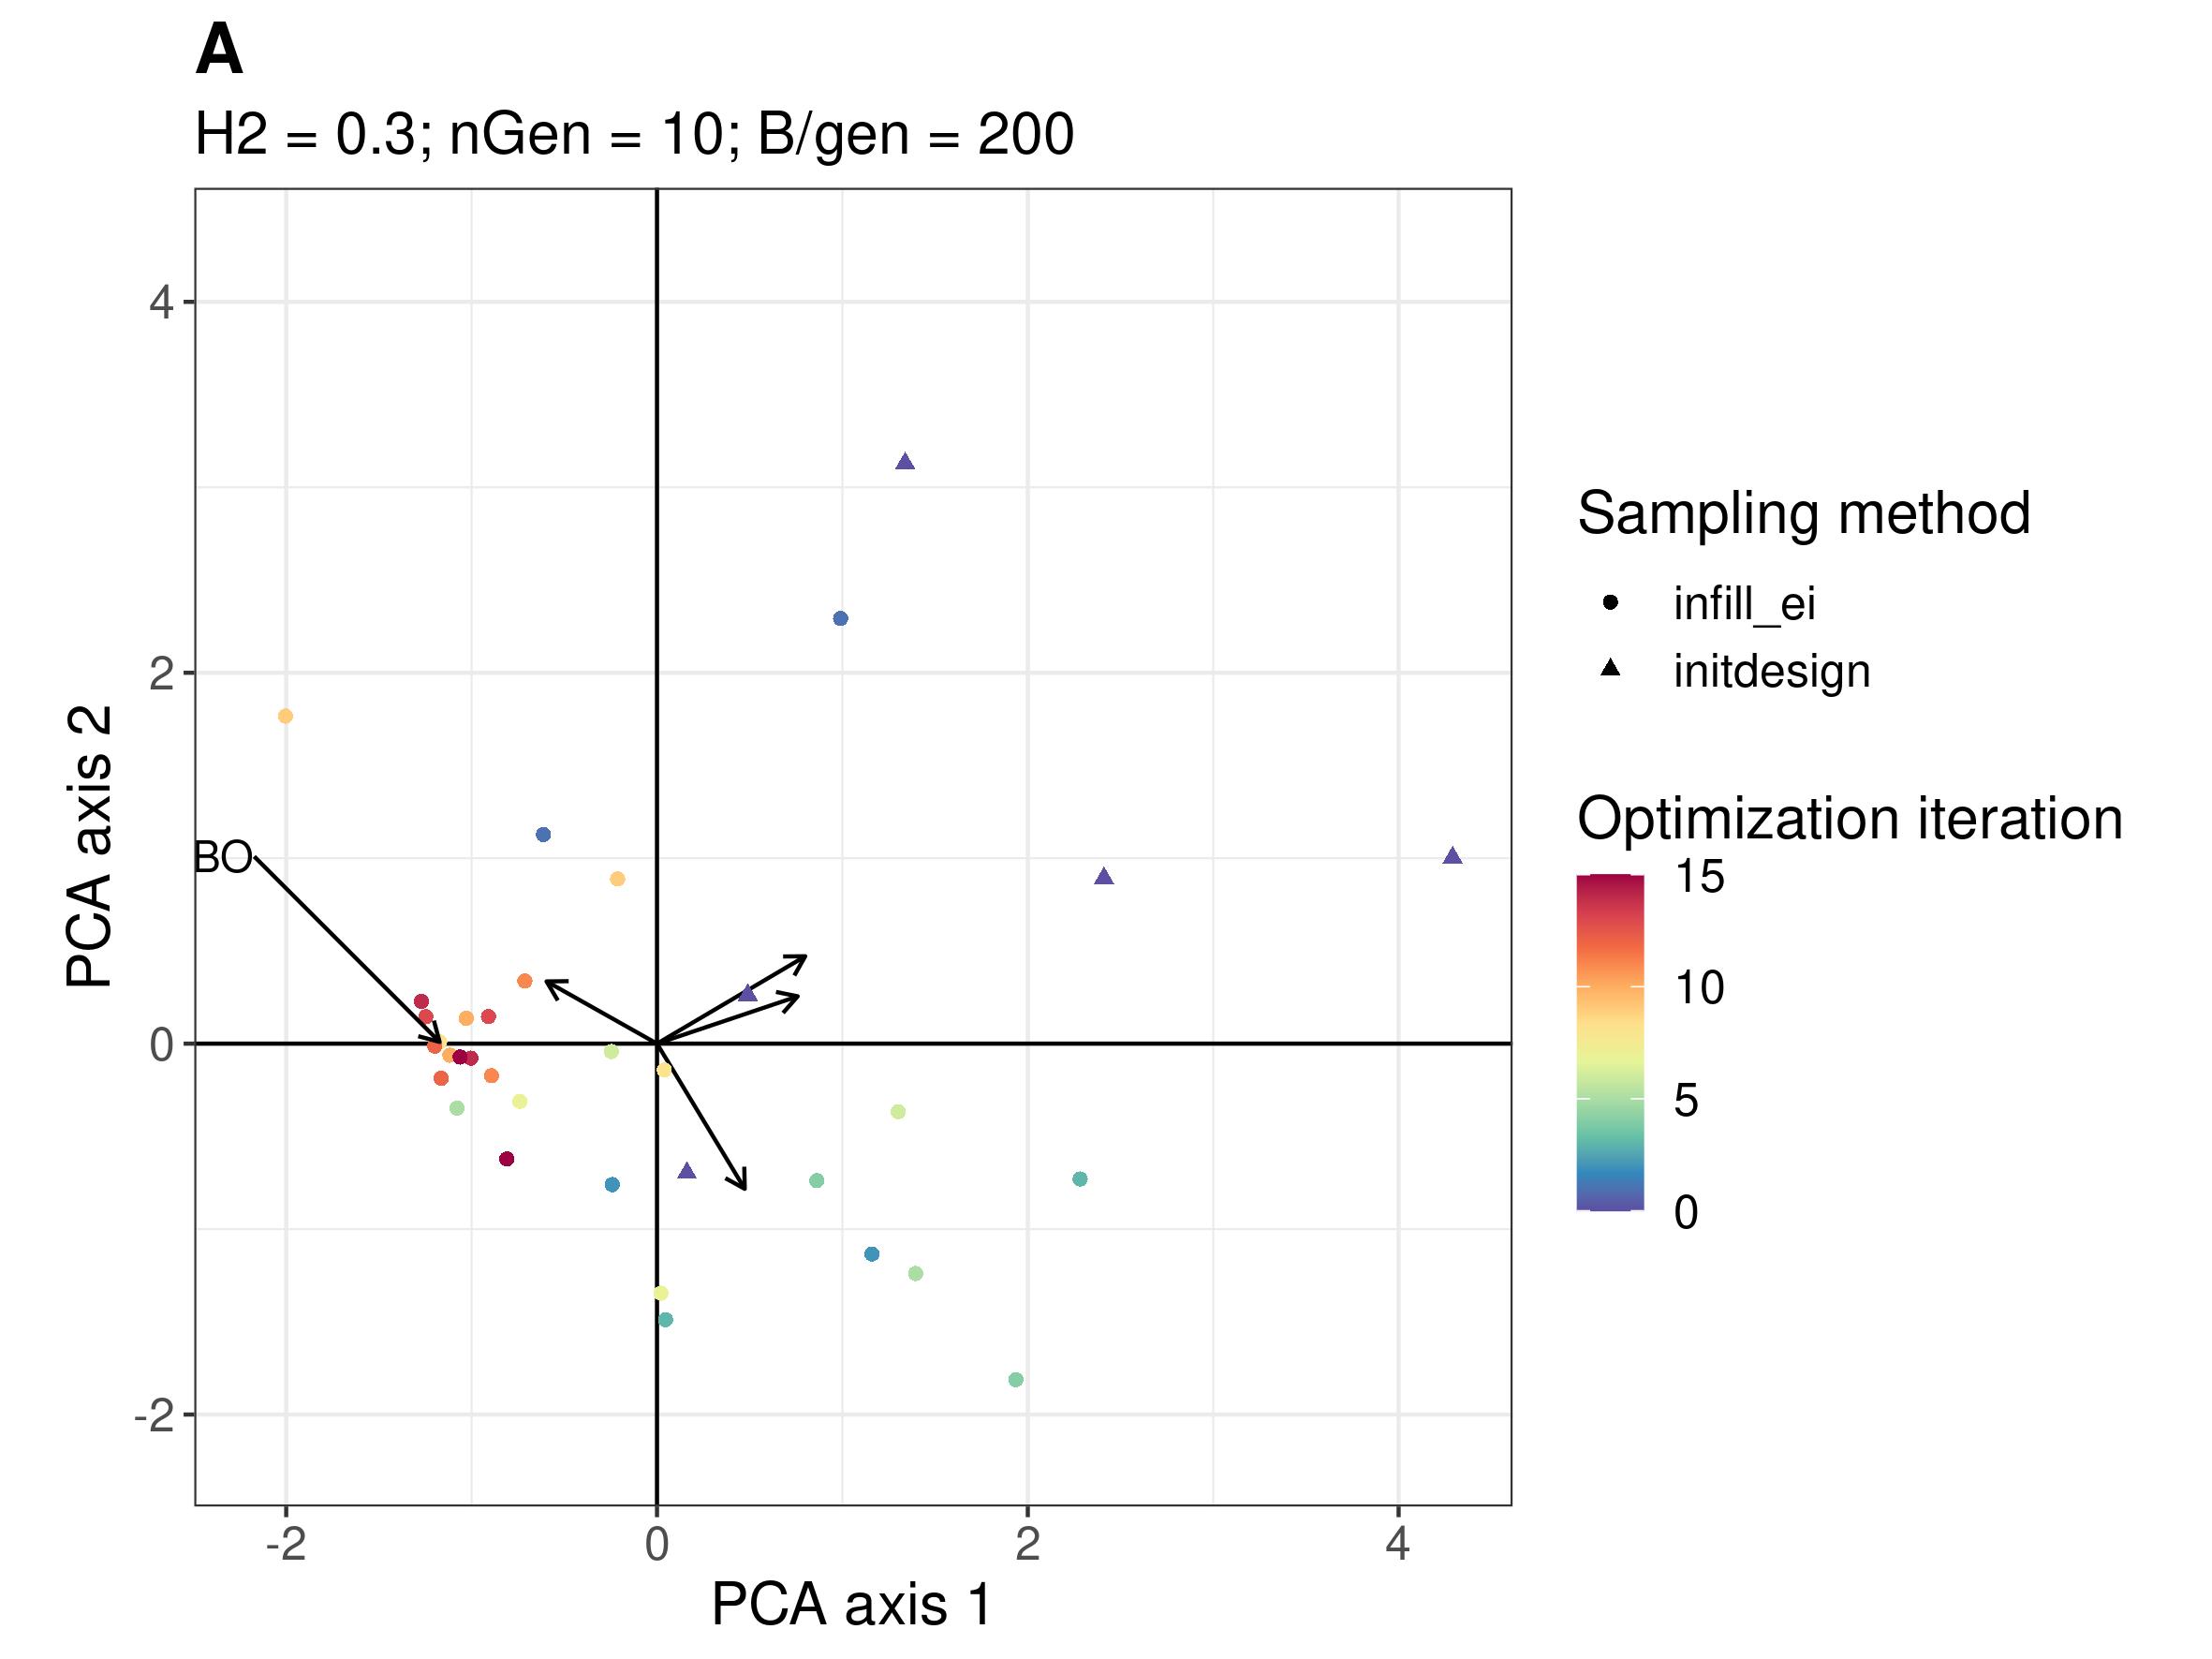 A
H2 = 0.3; nGen = 10; B/gen = 200
4
2
0
-2
-2
0
2
4
PCA axis 2
PCA axis 1
BO
Sampling method
infill_ei
initdesign
Optimization iteration
15
10
5
0